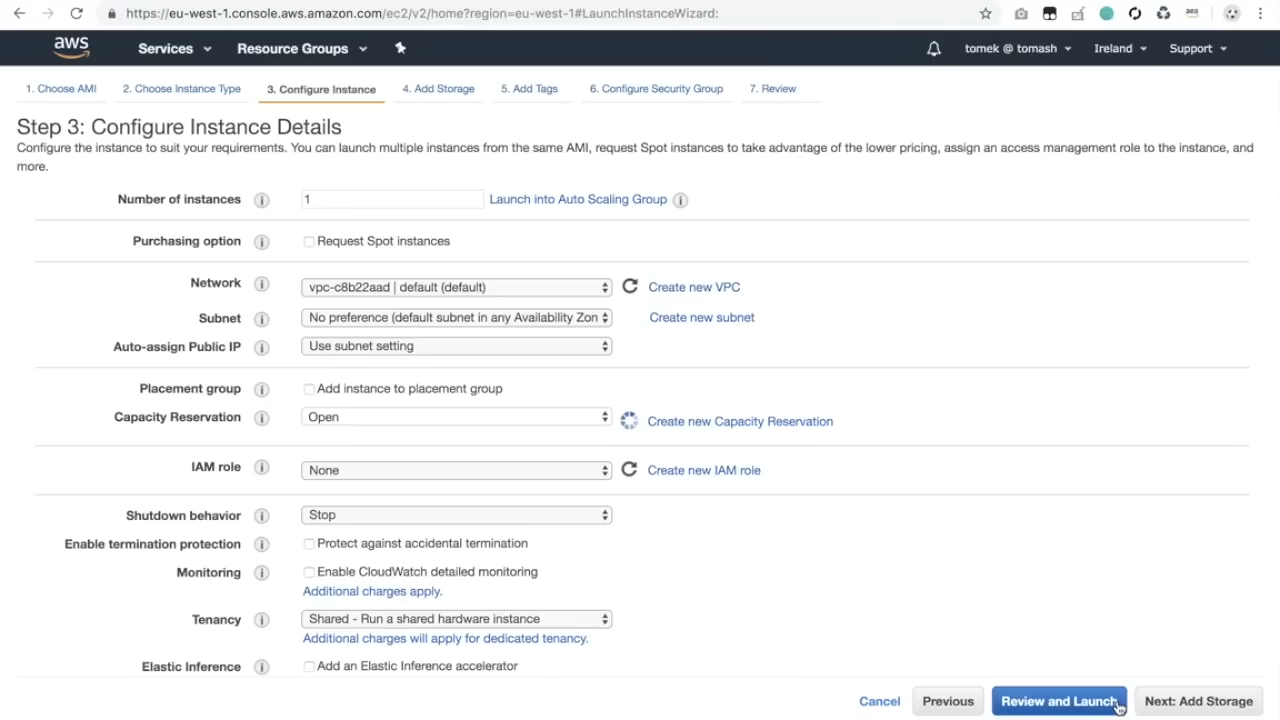 https://eu-west-1.console.aws.amazon.com/ec2/v2/home?region=eu-west-1#LaunchInstanceWizard:
aws Services Resource Groups tomek @ tomash Ireland Support
1. Choose AMI 2. Choose Instance Type 3. Configure Instance 4. Add Storage 5. Add Tags 6. Configure Security Group 7. Review
Step 3: Configure Instance Details
Configure the instance to suit your requirements. You can launch multiple instances from the same AMI, request Spot instances to take advantage of the lower pricing, assign an access management role to the instance, and
more.
Number of instances i 1 Launch into Auto Scaling Group i
Purchasing option i Request Spot instances
Network i vpc-c8b22aad | default (default) Create new VPC
Subnet i No preference (default subnet in any Availability Zon Create new subnet
Auto-assign Public IP i Use subnet setting
Placement group i Add instance to placement group
Capacity Reservation i Open Create new Capacity Reservation
IAM role i None Create new IAM role
Shutdown behavior i Stop
Enable termination protection i Protect against accidental termination
Monitoring i Enable CloudWatch detailed monitoring
Additional charges apply.
Tenancy i Shared - Run a shared hardware instance
Additional charges will apply for dedicated tenancy.
Elastic Inference i Add an Elastic Inference accelerator
Cancel Previous Review and Launch Next: Add Storage